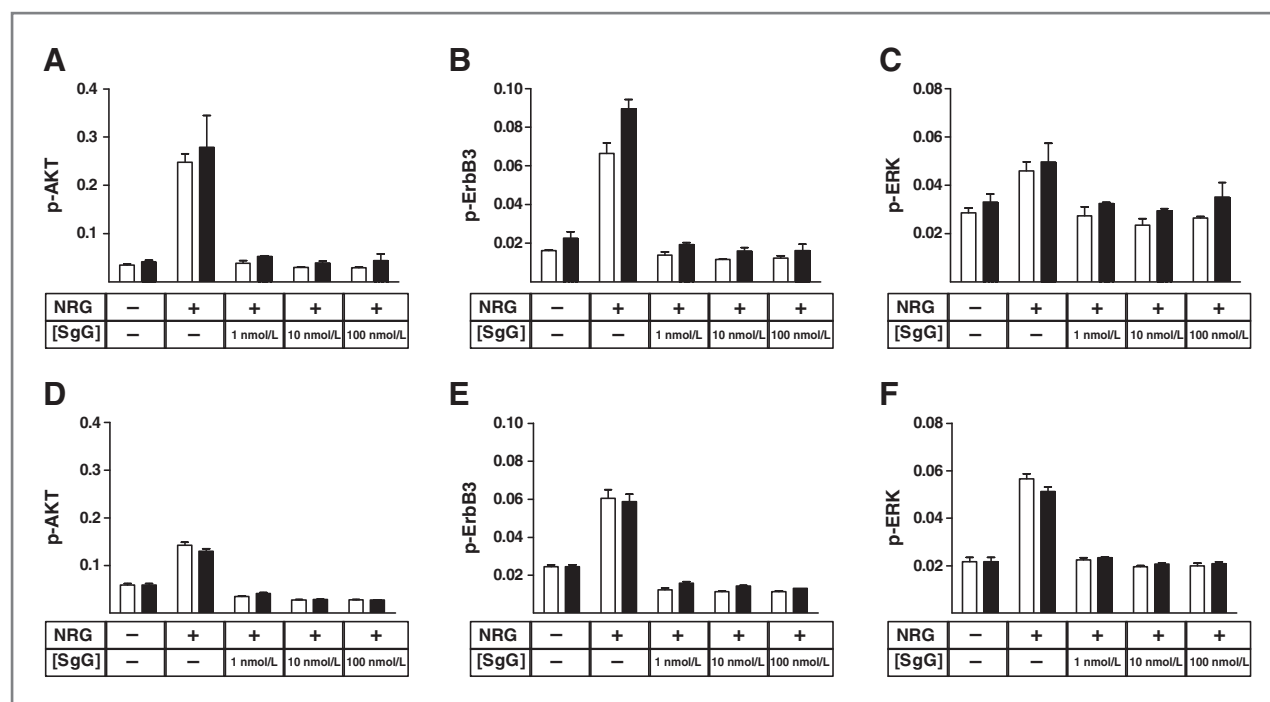 A
B
C
0.4
0.3
0.2
0.1
p-AKT
0.10
0.08
0.06
0.04
0.02
p-ErbB3
0.08
0.06
0.04
0.02
p-ERK
NRG – + + + +
[SgG] – – 1 nmol/L 10 nmol/L 100 nmol/L
NRG – + + + +
[SgG] – – 1 nmol/L 10 nmol/L 100 nmol/L
NRG – + + + +
[SgG] – – 1 nmol/L 10 nmol/L 100 nmol/L
D
E
F
0.4
0.3
0.2
0.1
p-AKT
0.10
0.08
0.06
0.04
0.02
p-ErbB3
0.08
0.06
0.04
0.02
p-ERK
NRG – + + + +
[SgG] – – 1 nmol/L 10 nmol/L 100 nmol/L
NRG – + + + +
[SgG] – – 1 nmol/L 10 nmol/L 100 nmol/L
NRG – + + + +
[SgG] – – 1 nmol/L 10 nmol/L 100 nmol/L